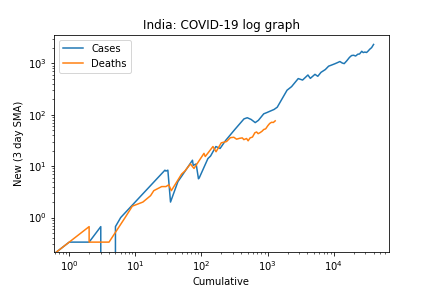 India: COVID-19 log graph
Cases
Deaths
New (3 day SMA)
10³
10²
10¹
10⁰
10⁰ 10¹ 10² 10³ 10⁴
Cumulative